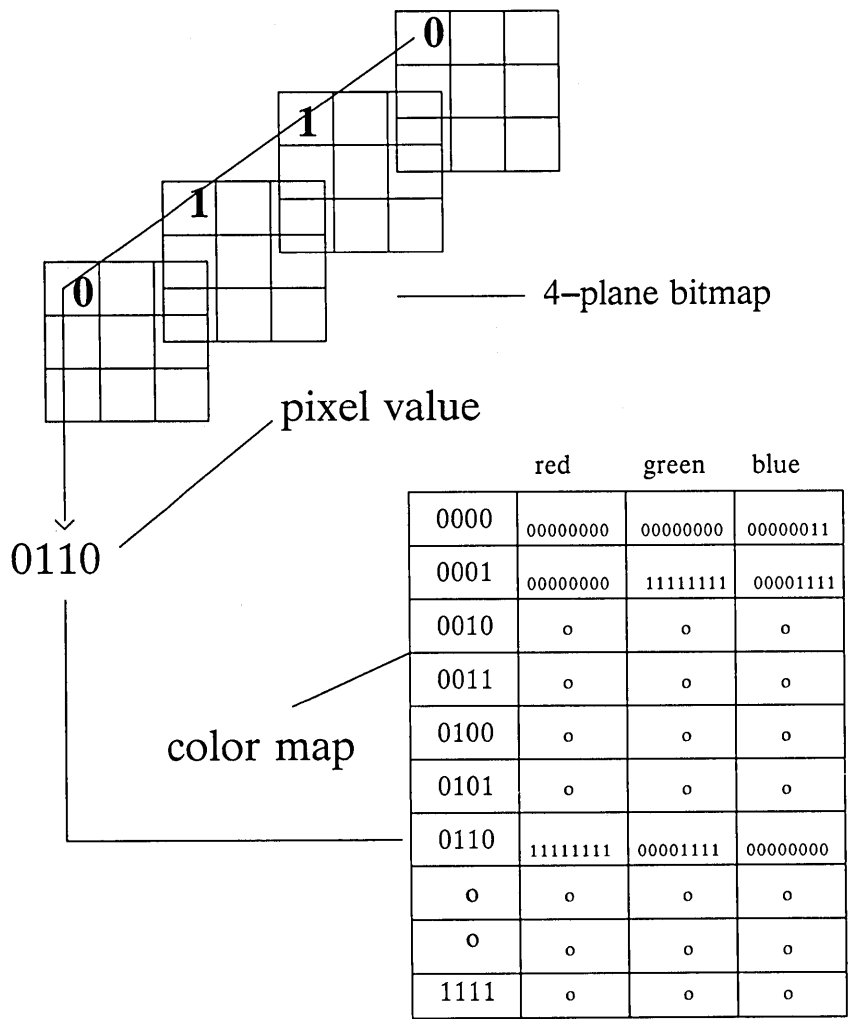 0
1
1
0
4–plane bitmap
pixel value
0110
color map
red green blue
0000 00000000 00000000 00000011
0001 00000000 11111111 00001111
0010 o o o
0011 o o o
0100 o o o
0101 o o o
0110 11111111 00001111 00000000
o o o o
o o o o
1111 o o o